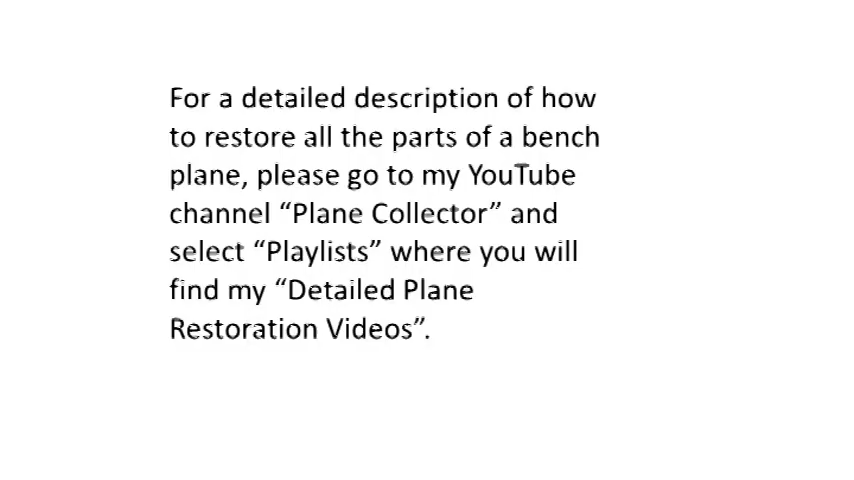 For a detailed description of how
to restore all the parts of a bench
plane, please go to my YouTube
channel “Plane Collector” and
select “Playlists” where you will
find my “Detailed Plane
Restoration Videos”.